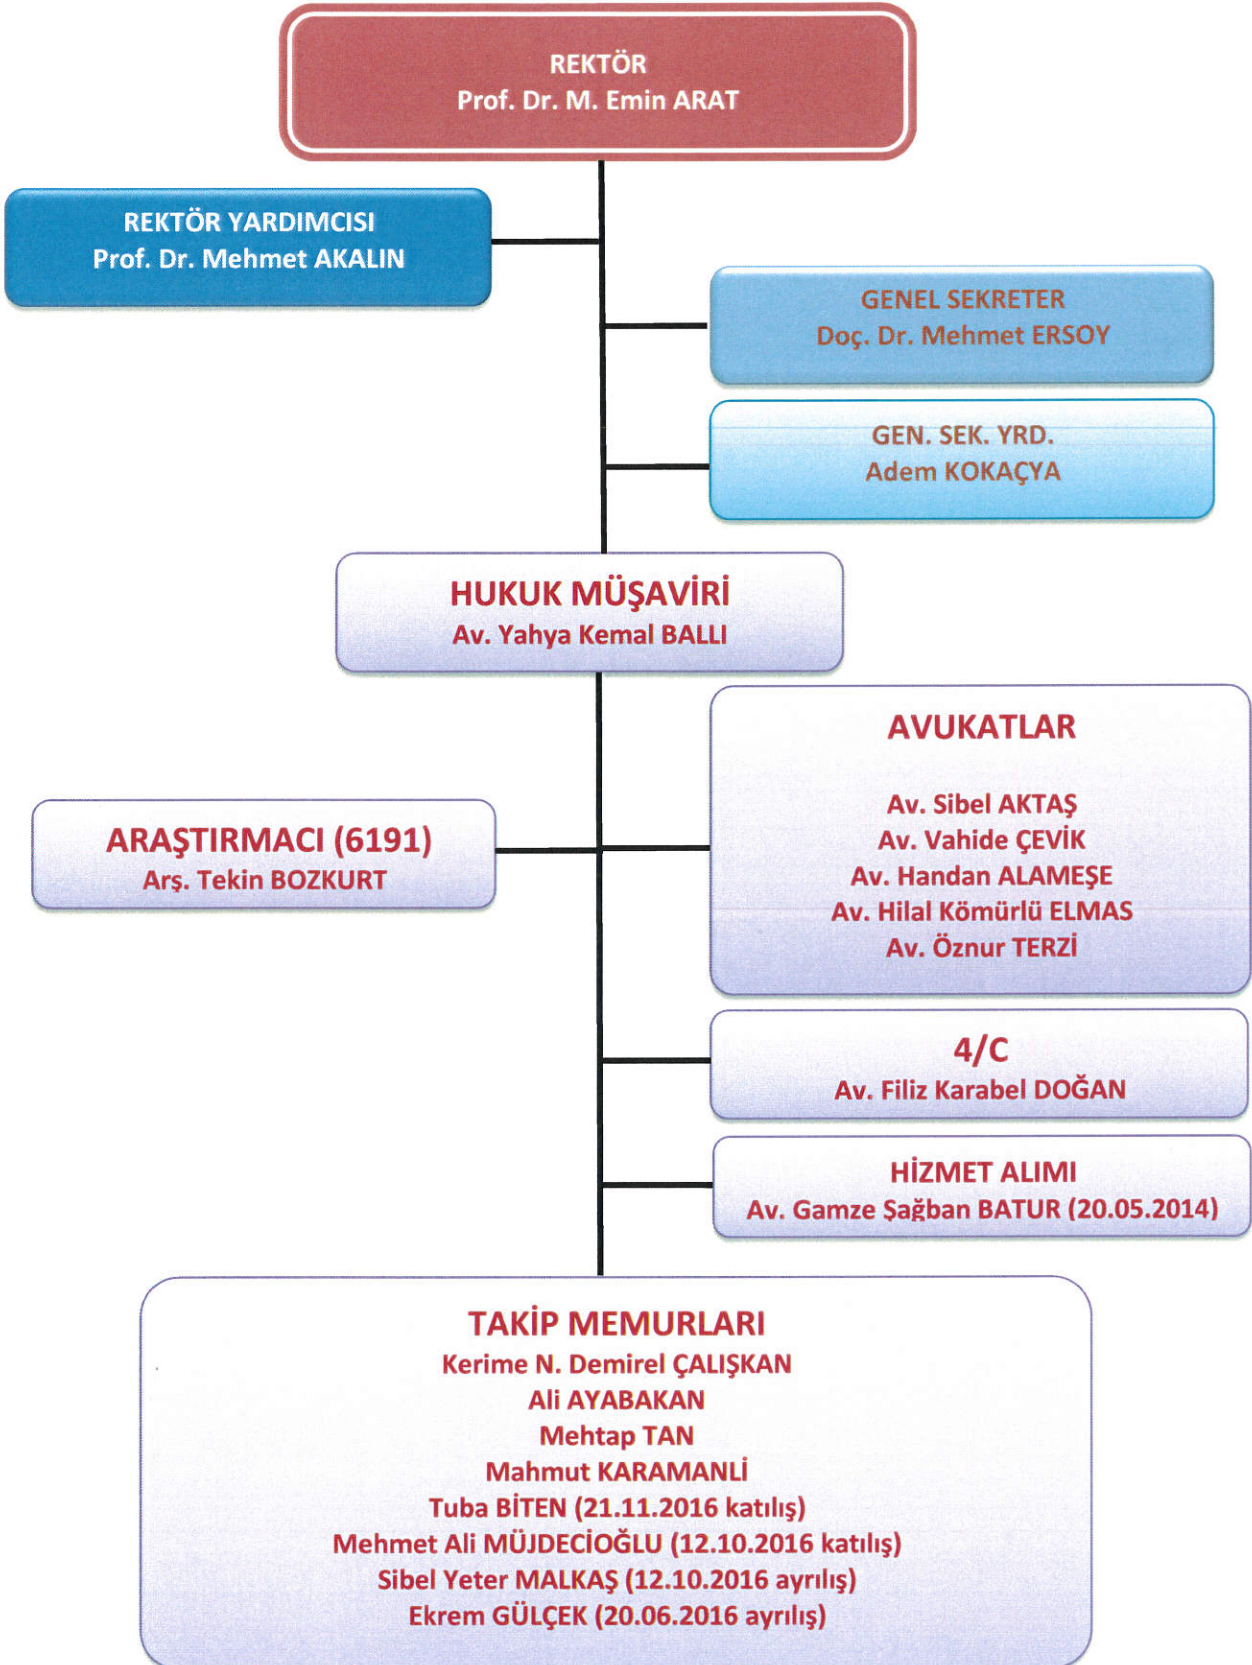 REKTÖR
Prof. Dr. M. Emin ARAT
REKTÖR YARDIMCISI
Prof. Dr. Mehmet AKALIN
GENEL SEKRETER
Doç. Dr. Mehmet ERSOY
GEN. SEK. YRD.
Adem KOKAÇYA
HUKUK MÜŞAVİRİ
Av. Yahya Kemal BALLI
AVUKATLAR
Av. Sibel AKTAŞ
Av. Vahide ÇEVİK
Av. Handan ALAMEŞE
Av. Hilal Kömürlü ELMAS
Av. Öznur TERZİ
ARAŞTIRMACI (6191)
Arş. Tekin BOZKURT
4/C
Av. Filiz Karabel DOĞAN
HİZMET ALIMI
Av. Gamze Şağban BATUR (20.05.2014)
TAKİP MEMURLARI
Kerime N. Demirel ÇALIŞKAN
Ali AYABAKAN
Mehtap TAN
Mahmut KARAMANLİ
Tuba BİTEN (21.11.2016 katılış)
Mehmet Ali MÜJDECİOĞLU (12.10.2016 katılış)
Sibel Yeter MALKAŞ (12.10.2016 ayrılış)
Ekrem GÜLÇEK (20.06.2016 ayrılış)